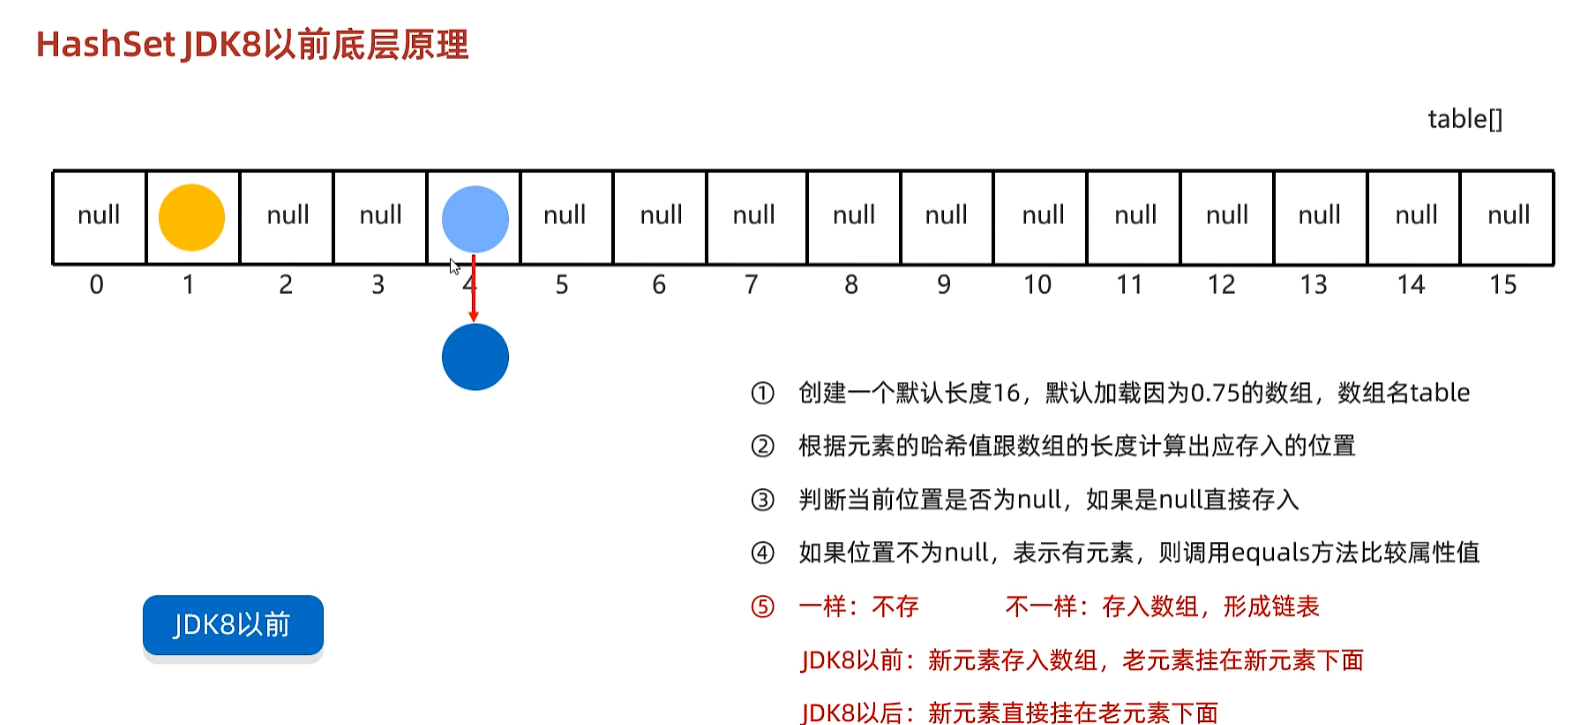 HashSet JDK8以前底层原理
table[]
null null null null null null null null null null null null null null
0 1 2 3 4 5 6 7 8 9 10 11 12 13 14 15
① 创建一个默认长度16，默认加载因为0.75的数组，数组名table
② 根据元素的哈希值跟数组的长度计算出应存入的位置
③ 判断当前位置是否为null，如果是null直接存入
④ 如果位置不为null，表示有元素，则调用equals方法比较属性值
⑤ 一样：不存 不一样：存入数组，形成链表
JDK8以前
JDK8以前：新元素存入数组，老元素挂在新元素下面
JDK8以后：新元素直接挂在老元素下面